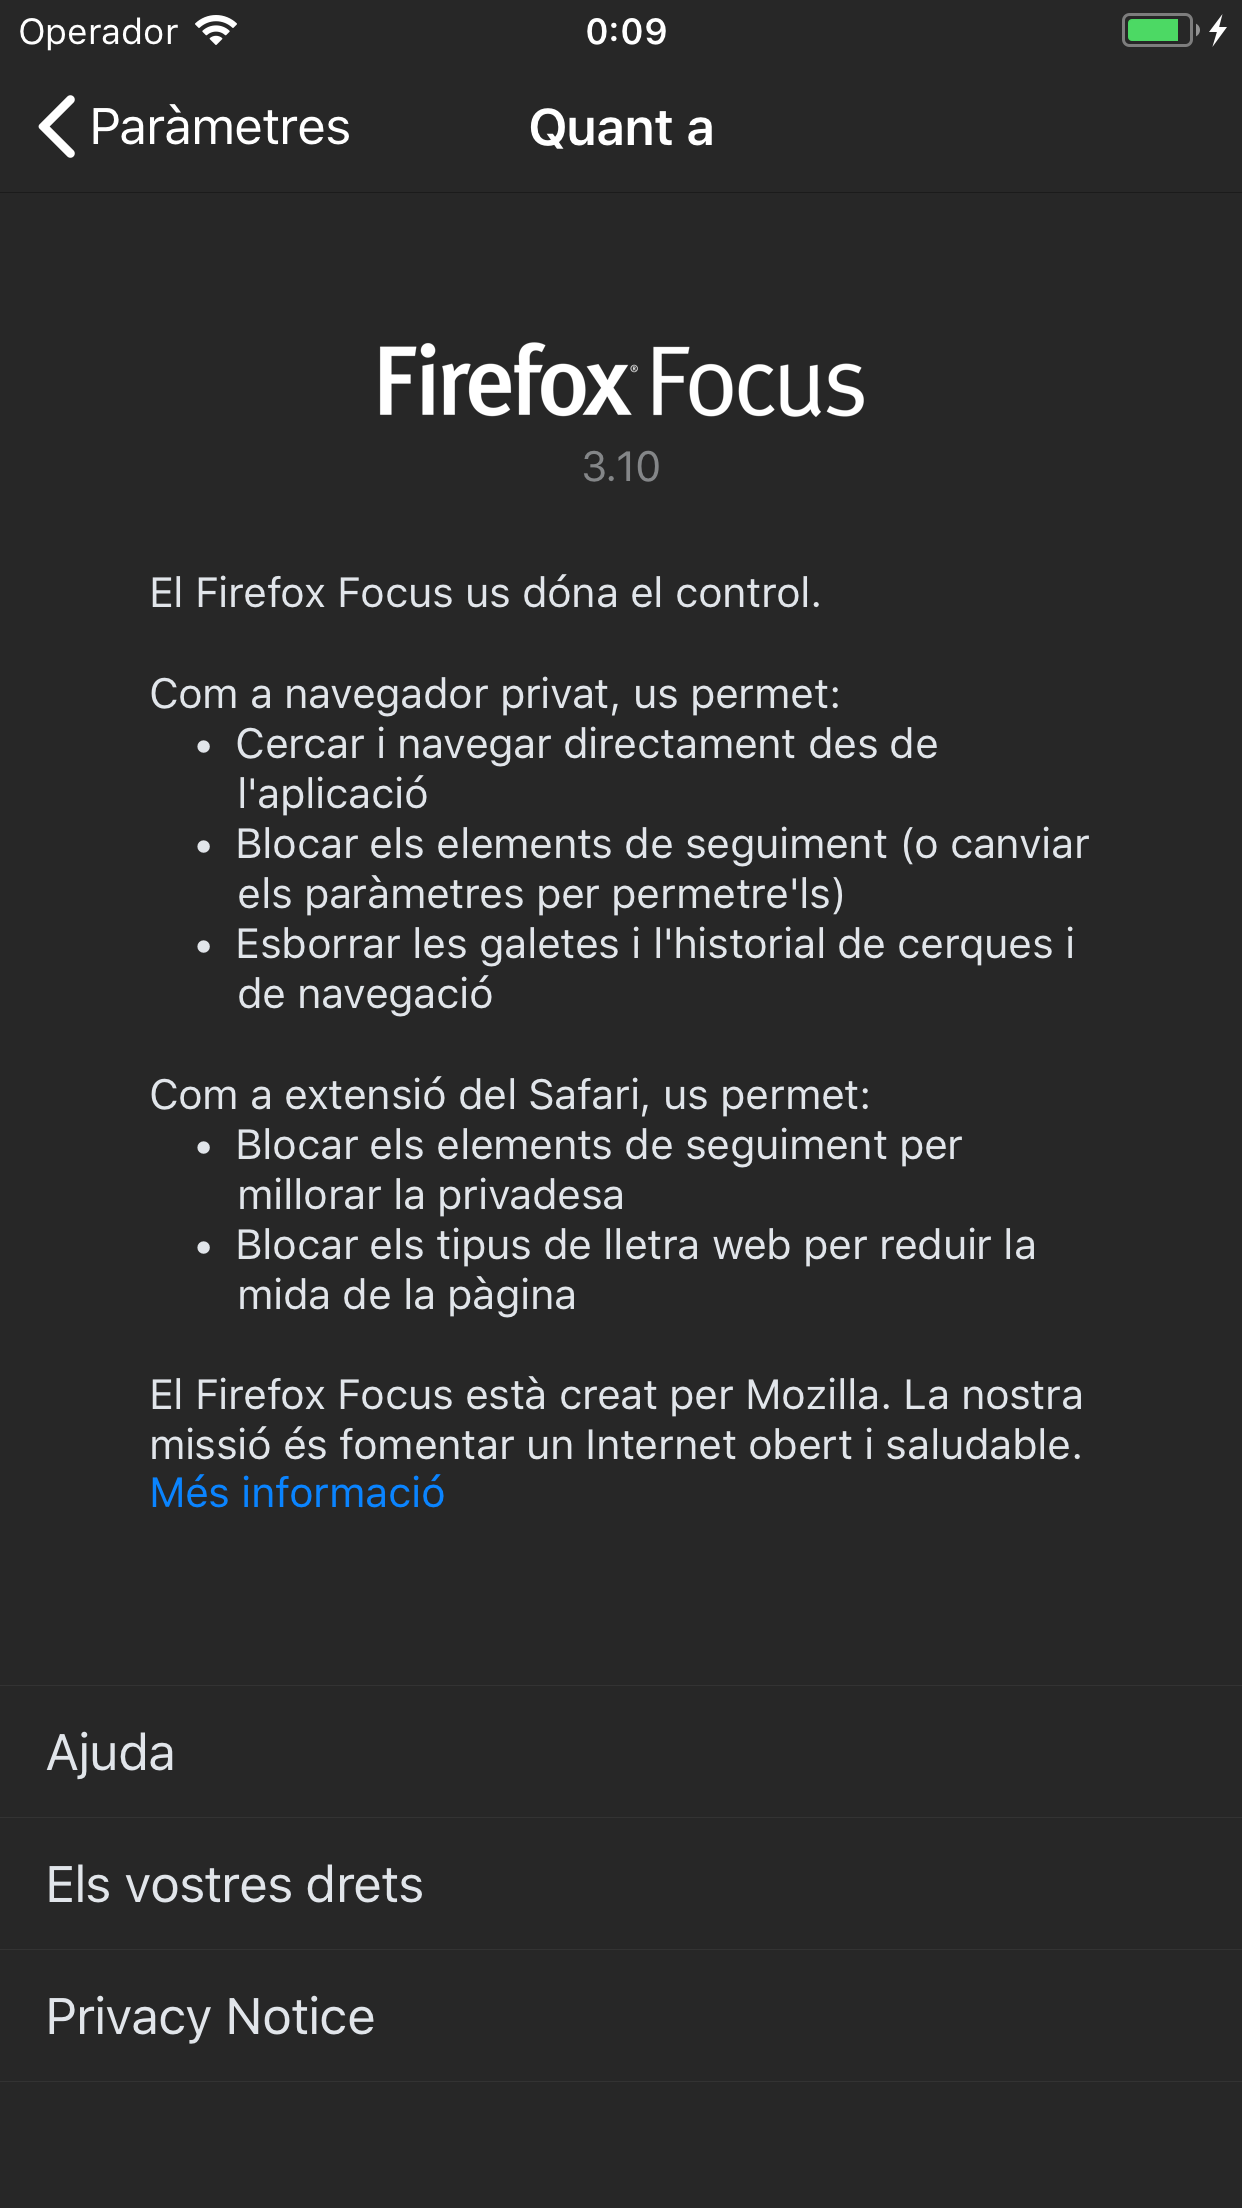 Operador
0:09
Paràmetres
Quant a
Firefox® Focus
3.10
El Firefox Focus us dóna el control.
Com a navegador privat, us permet:
• Cercar i navegar directament des de
l'aplicació
• Blocar els elements de seguiment (o canviar
els paràmetres per permetre'ls)
• Esborrar les galetes i l'historial de cerques i
de navegació
Com a extensió del Safari, us permet:
• Blocar els elements de seguiment per
millorar la privadesa
• Blocar els tipus de lletra web per reduir la
mida de la pàgina
El Firefox Focus està creat per Mozilla. La nostra
missió és fomentar un Internet obert i saludable.
Més informació
Ajuda
Els vostres drets
Privacy Notice